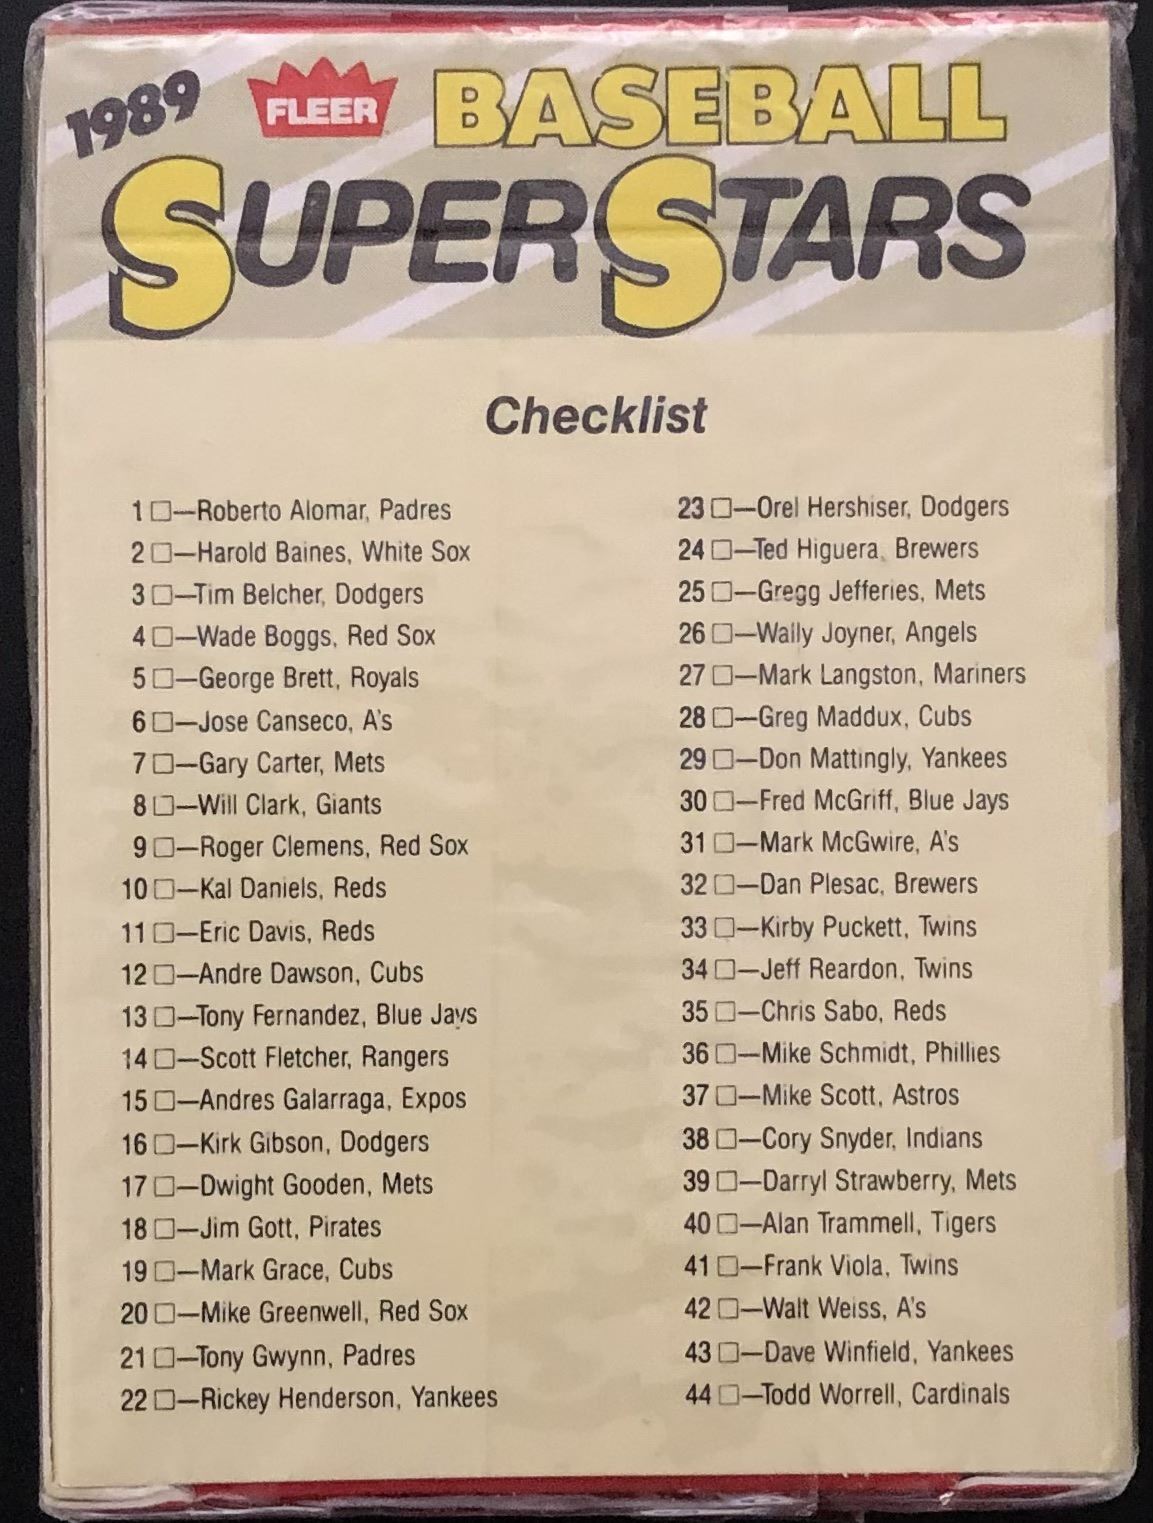 1989 FLEER BASEBALL
SUPERSTARS
Checklist
1 □—Roberto Alomar, Padres
2 □—Harold Baines, White Sox
3 □—Tim Belcher, Dodgers
4 □—Wade Boggs, Red Sox
5 □—George Brett, Royals
6 □—Jose Canseco, A's
7 □—Gary Carter, Mets
8 □—Will Clark, Giants
9 □—Roger Clemens, Red Sox
10 □—Kal Daniels, Reds
11 □—Eric Davis, Reds
12 □—Andre Dawson, Cubs
13 □—Tony Fernandez, Blue Jays
14 □—Scott Fletcher, Rangers
15 □—Andres Galarraga, Expos
16 □—Kirk Gibson, Dodgers
17 □—Dwight Gooden, Mets
18 □—Jim Gott, Pirates
19 □—Mark Grace, Cubs
20 □—Mike Greenwell, Red Sox
21 □—Tony Gwynn, Padres
22 □—Rickey Henderson, Yankees
23 □—Orel Hershiser, Dodgers
24 □—Ted Higuera, Brewers
25 □—Gregg Jefferies, Mets
26 □—Wally Joyner, Angels
27 □—Mark Langston, Mariners
28 □—Greg Maddux, Cubs
29 □—Don Mattingly, Yankees
30 □—Fred McGriff, Blue Jays
31 □—Mark McGwire, A's
32 □—Dan Plesac, Brewers
33 □—Kirby Puckett, Twins
34 □—Jeff Reardon, Twins
35 □—Chris Sabo, Reds
36 □—Mike Schmidt, Phillies
37 □—Mike Scott, Astros
38 □—Cory Snyder, Indians
39 □—Darryl Strawberry, Mets
40 □—Alan Trammell, Tigers
41 □—Frank Viola, Twins
42 □—Walt Weiss, A's
43 □—Dave Winfield, Yankees
44 □—Todd Worrell, Cardinals